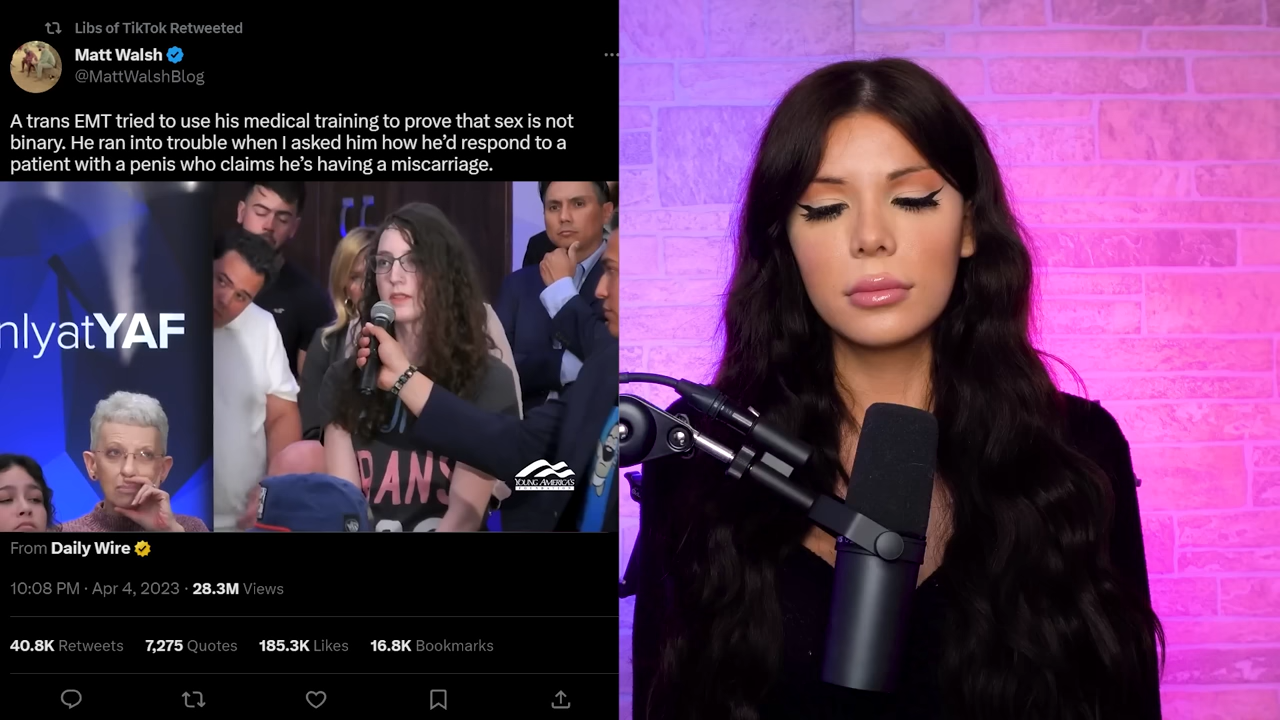 Libs of TikTok Retweeted
Matt Walsh
@MattWalshBlog
A trans EMT tried to use his medical training to prove that sex is not
binary. He ran into trouble when I asked him how he’d respond to a
patient with a penis who claims he’s having a miscarriage.
nlyatYAF
RANS
YOUNG AMERICA'S
FOUNDATION
From Daily Wire
10:08 PM · Apr 4, 2023 · 28.3M Views
40.8K Retweets 7,275 Quotes 185.3K Likes 16.8K Bookmarks